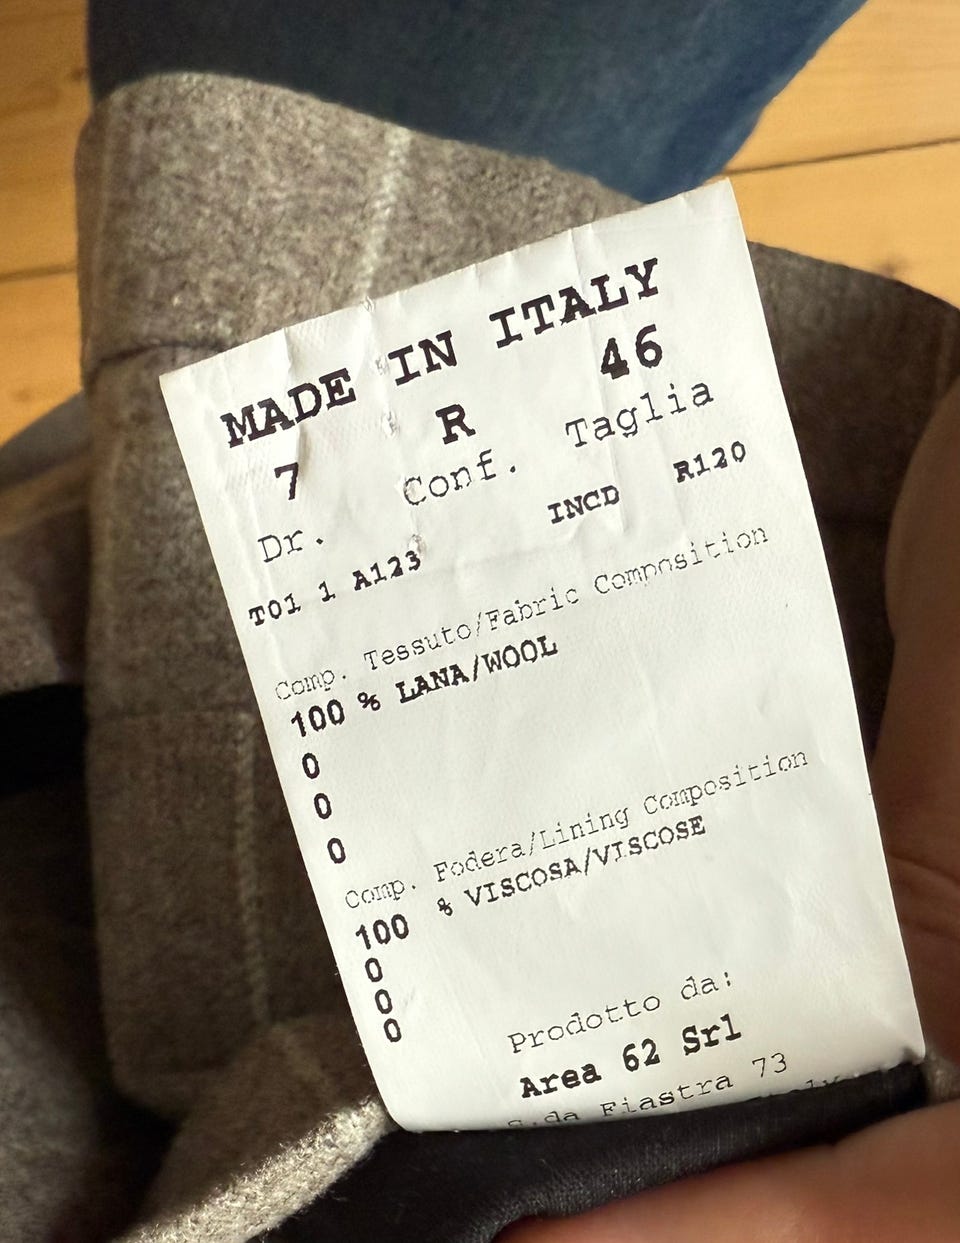 MADE IN ITALY
7 R 46
Dr. Conf. Taglia
T01 1 A123 INCD R120
Comp. Tessuto/Fabric Composition
100 % LANA/WOOL
0
0
0
Comp. Fodera/Lining Composition
100 % VISCOSA/VISCOSE
0
0
0
Prodotto da:
Area 62 Srl
Fiastra 73